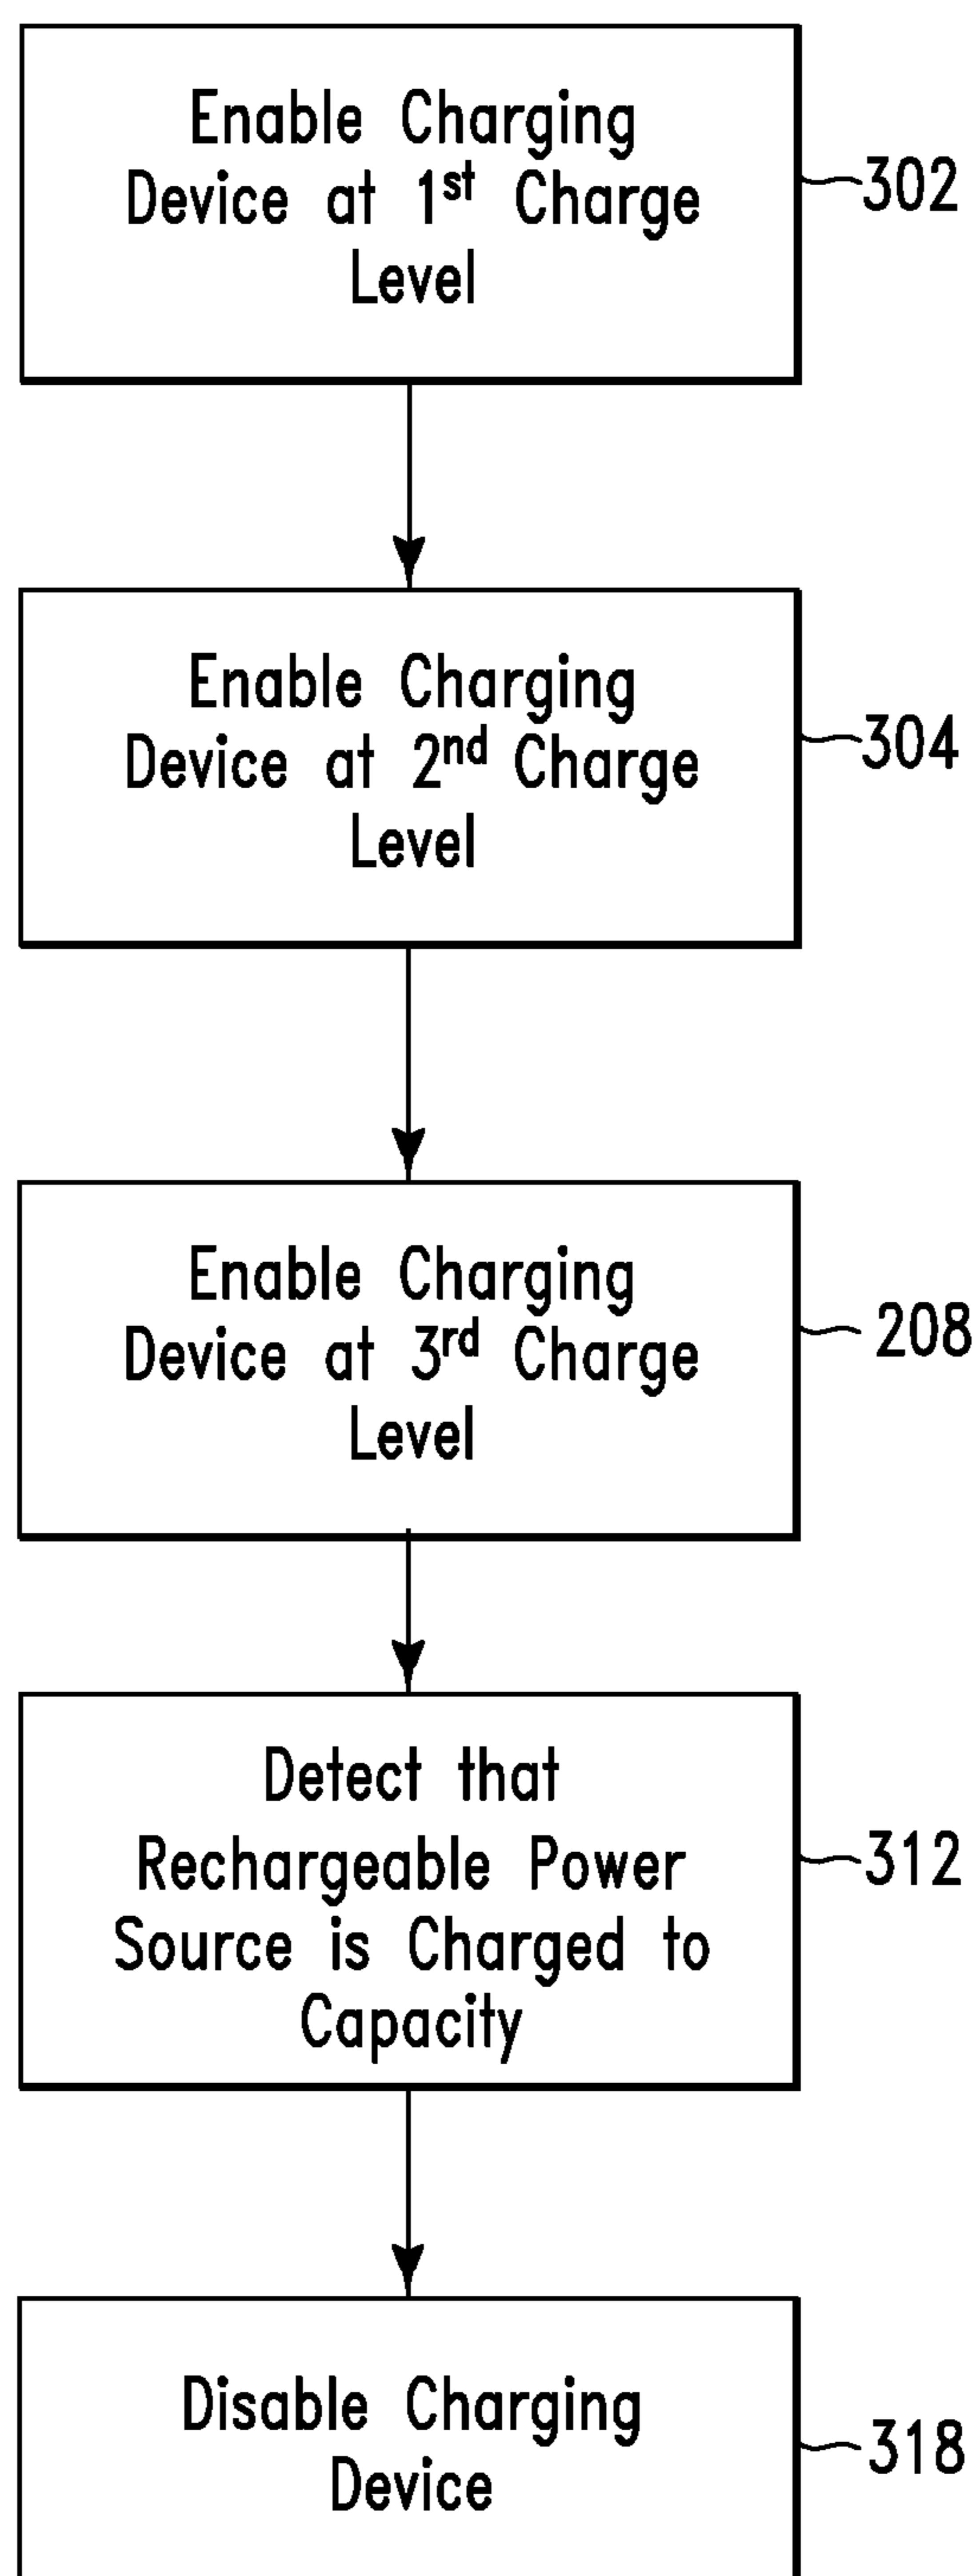 Enable Charging
Device at 1st Charge
Level
302
Enable Charging
Device at 2nd Charge
Level
304
Enable Charging
Device at 3rd Charge
Level
208
Detect that
Rechargeable Power
Source is Charged to
Capacity
312
Disable Charging
Device
318